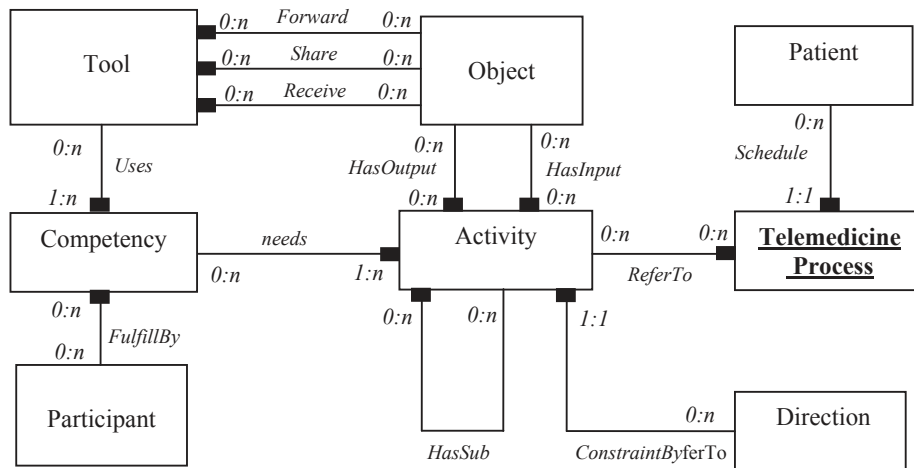 0:n Forward 0:n
Tool
0:n Share 0:n
Object
0:n Receive 0:n
Patient
0:n
Uses
1:n
0:n
HasOutput
0:n
0:n
HasInput
0:n
0:n
Schedule
1:1
Competency
0:n needs 1:n
Activity
0:n ReferTo 0:n
Telemedicine
Process
0:n
FulfillBy
0:n
Participant
0:n 0:n
HasSub
1:1
0:n
ConstraintByferTo
Direction